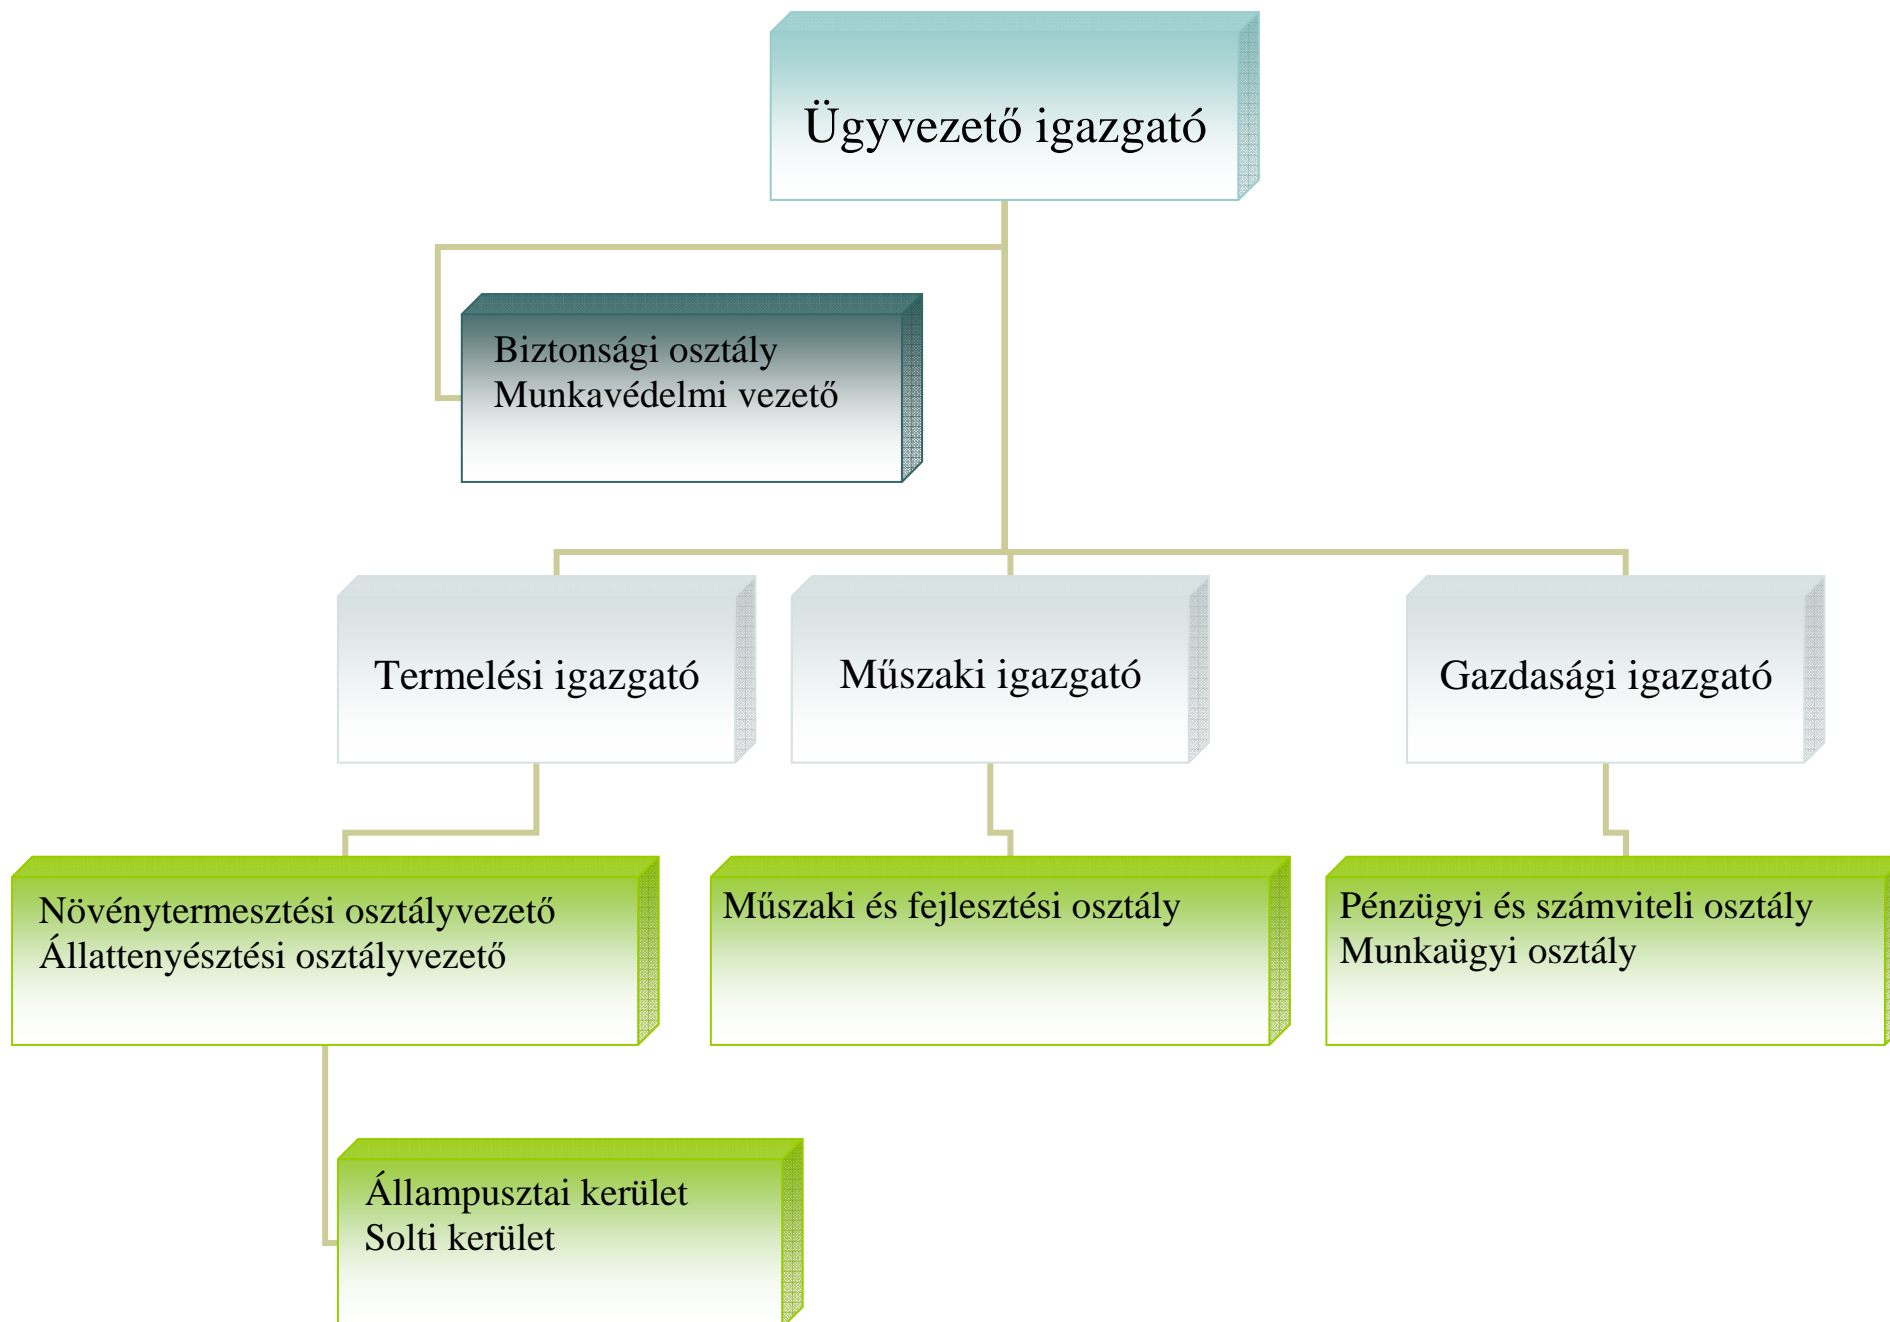 Ügyvezető igazgató
Biztonsági osztály
Munkavédelmi vezető
Termelési igazgató
Műszaki igazgató
Gazdasági igazgató
Növénytermesztési osztályvezető
Állattenyésztési osztályvezető
Műszaki és fejlesztési osztály
Pénzügyi és számviteli osztály
Munkaügyi osztály
Állampusztai kerület
Solti kerület